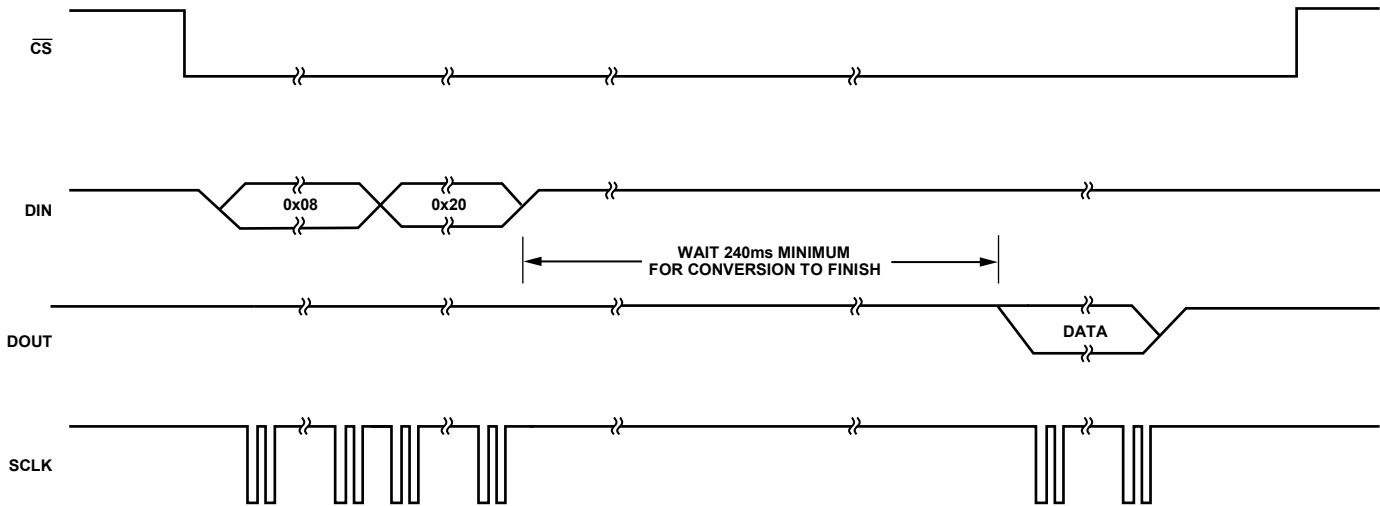 CS
DIN
0x08
0x20
WAIT 240ms MINIMUM
FOR CONVERSION TO FINISH
DOUT
DATA
SCLK